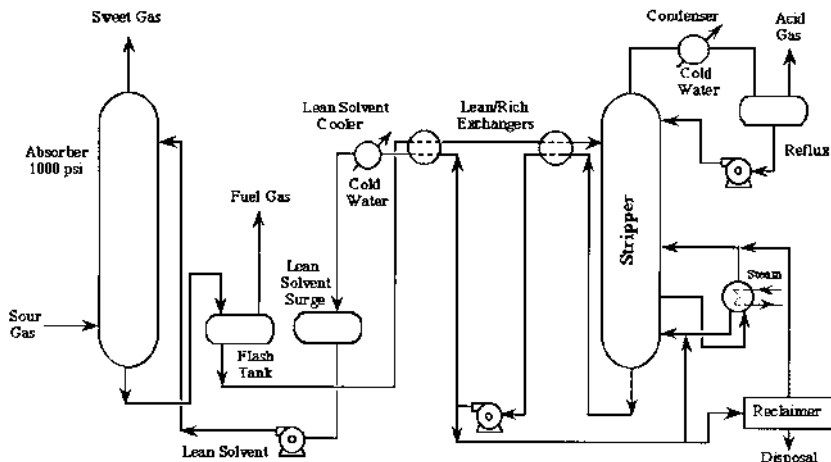 Sweet Gas
Condenser
Acid
Gas
Cold
Water
Lean Solvent
Cooler
Lean/Rich
Exchangers
Absorber
1000 psi
Reflux
Cold
Water
Fuel Gas
Stripper
Lean
Solvent
Surge
Steam
Sour
Gas
Flash
Tank
Reclaimer
Lean Solvent
Disposal